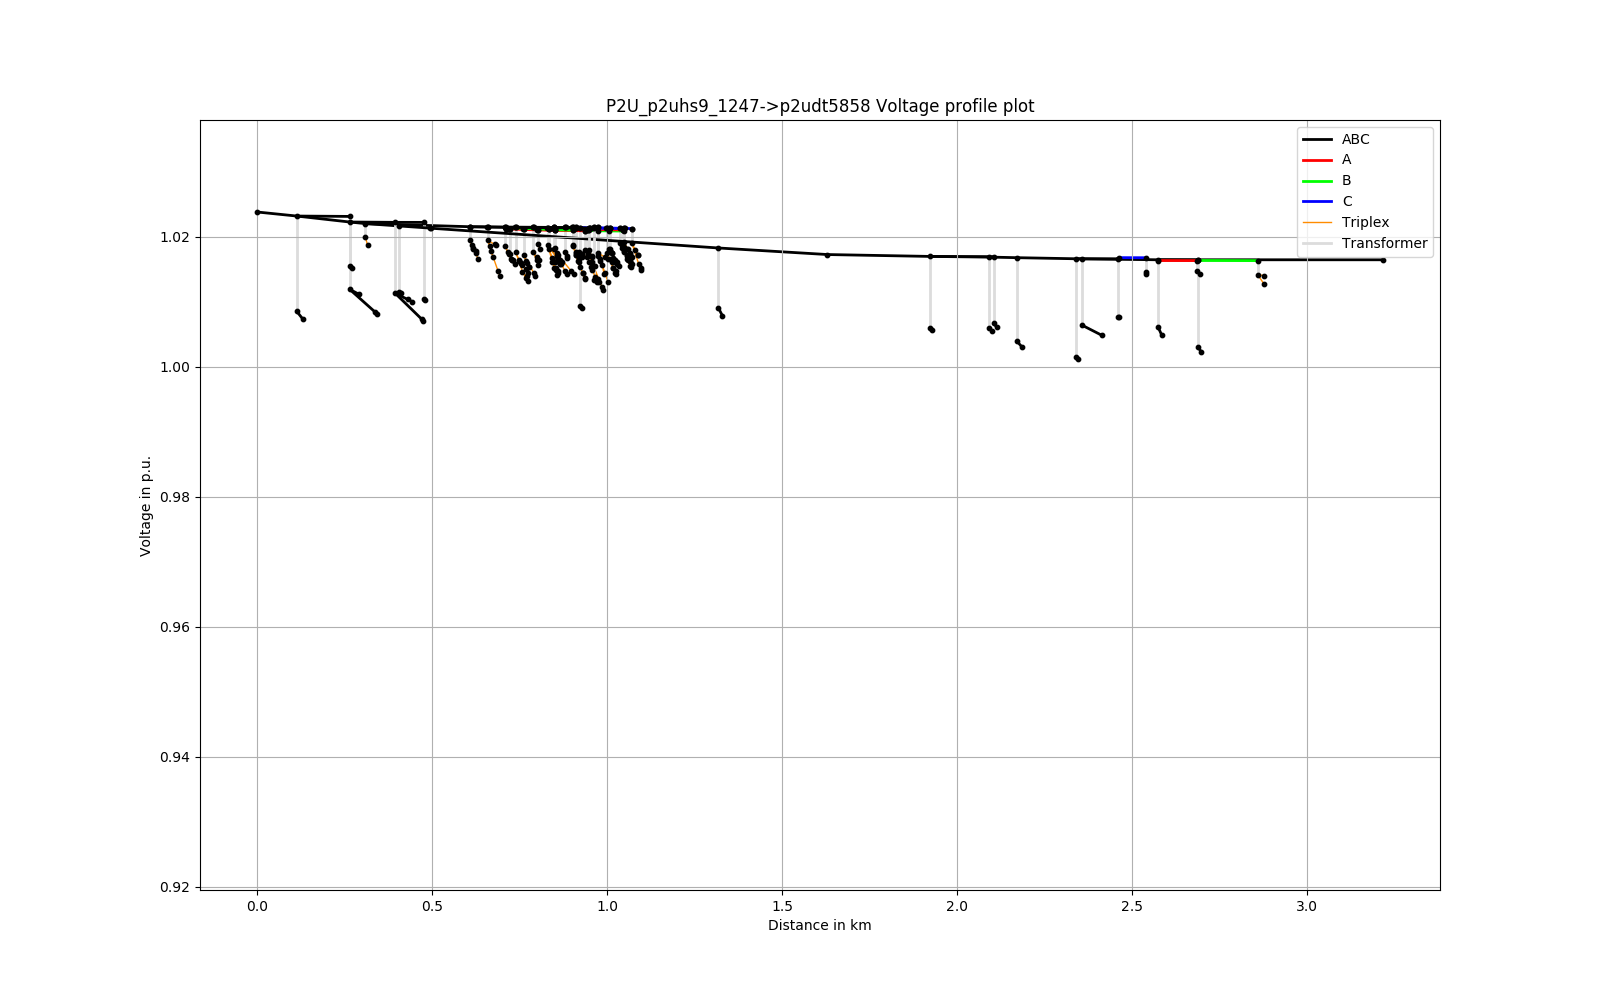 P2U_p2uhs9_1247->p2udt5858 Voltage profile plot
ABC
A
B
C
Triplex
Transformer
Voltage in p.u.
1.02
1.00
0.98
0.96
0.94
0.92
0.0 0.5 1.0 1.5 2.0 2.5 3.0
Distance in km